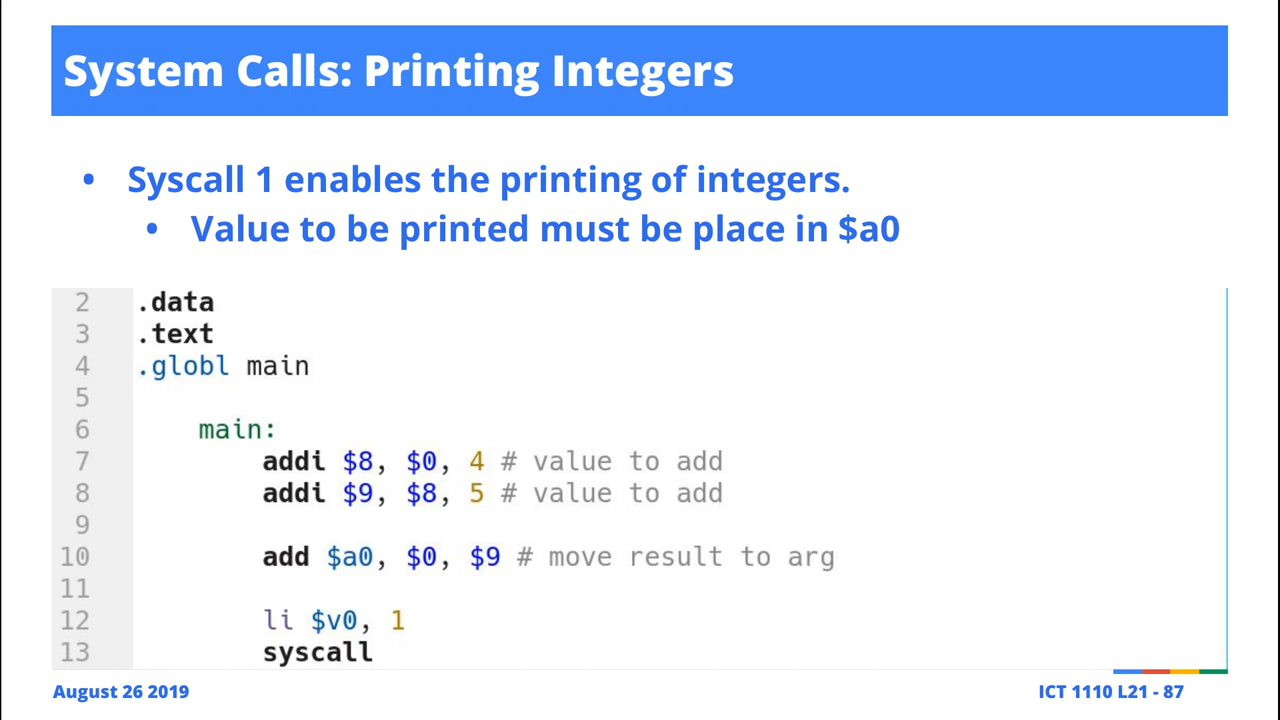 System Calls: Printing Integers
• Syscall 1 enables the printing of integers.
• Value to be printed must be place in $a0
2 .data
3 .text
4 .globl main
5
6 main:
7 addi $8, $0, 4 # value to add
8 addi $9, $8, 5 # value to add
9
10 add $a0, $0, $9 # move result to arg
11
12 li $v0, 1
13 syscall
August 26 2019
ICT 1110 L21 - 87